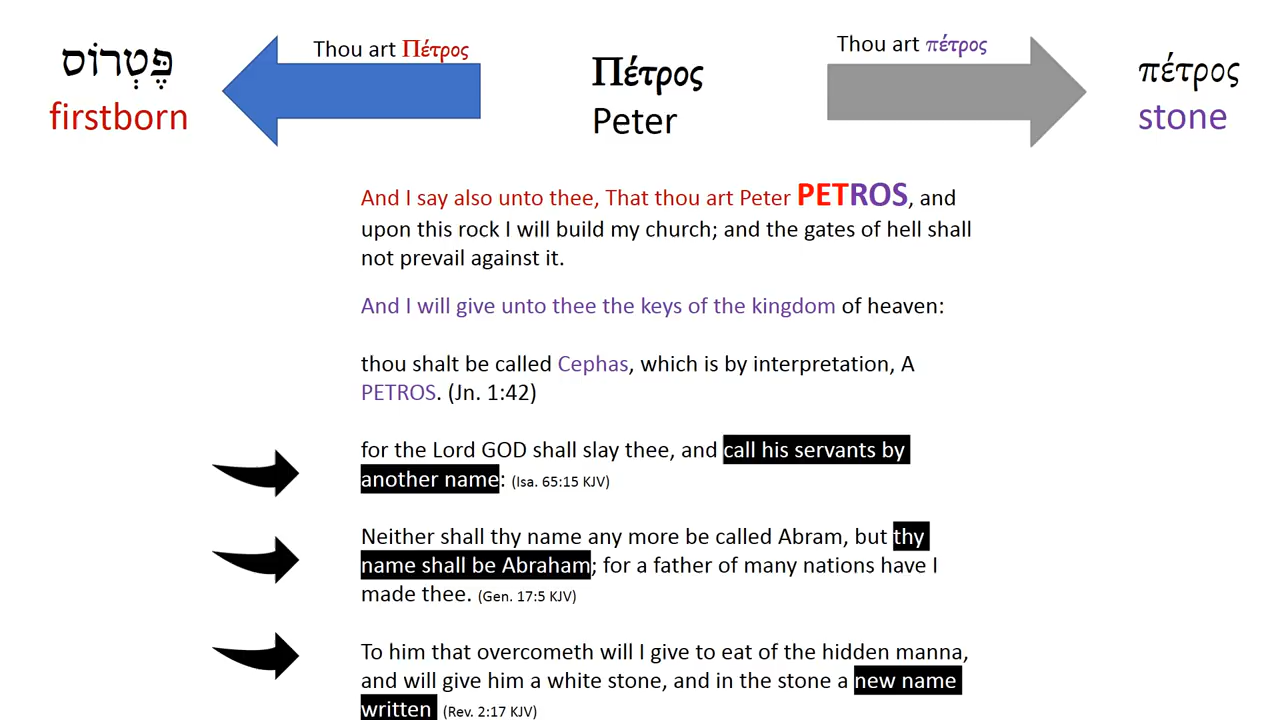 פֶּטְרוֹס
firstborn
Thou art Πέτρος
Πέτρος
Peter
Thou art πέτρος
πέτρος
stone
And I say also unto thee, That thou art Peter PETROS, and
upon this rock I will build my church; and the gates of hell shall
not prevail against it.
And I will give unto thee the keys of the kingdom of heaven:
thou shalt be called Cephas, which is by interpretation, A
PETROS. (Jn. 1:42)
for the Lord GOD shall slay thee, and call his servants by
another name: (Isa. 65:15 KJV)
Neither shall thy name any more be called Abram, but thy
name shall be Abraham; for a father of many nations have I
made thee. (Gen. 17:5 KJV)
To him that overcometh will I give to eat of the hidden manna,
and will give him a white stone, and in the stone a new name
written (Rev. 2:17 KJV)